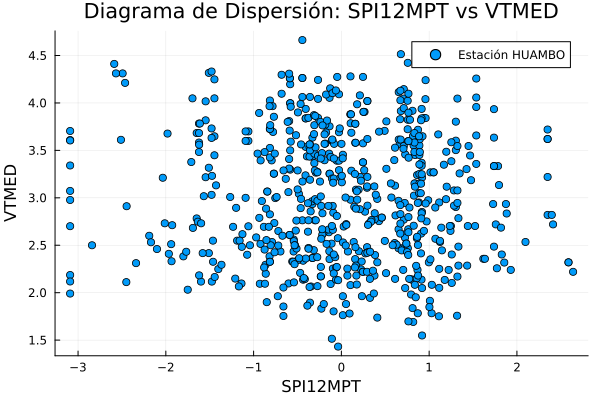 Diagrama de Dispersión: SPI12MPT vs VTMED
Estación HUAMBO
VTMED
4.5
4.0
3.5
3.0
2.5
2.0
1.5
−3 −2 −1 0 1 2
SPI12MPT